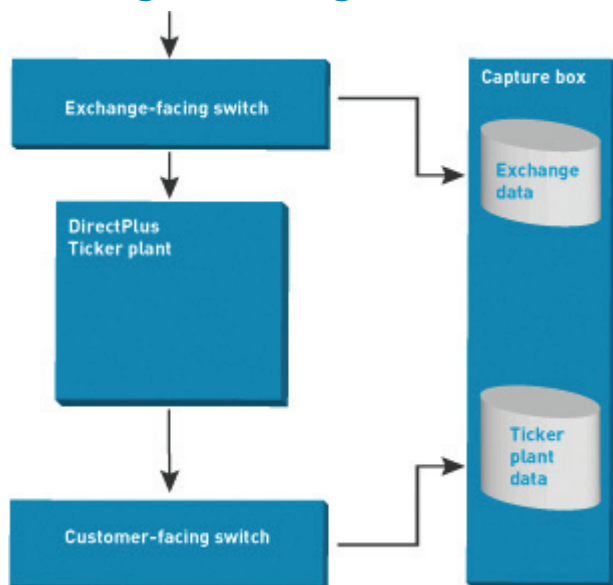 Exchange-facing switch
Capture box
Exchange
data
DirectPlus
Ticker plant
Ticker
plant
data
Customer-facing switch